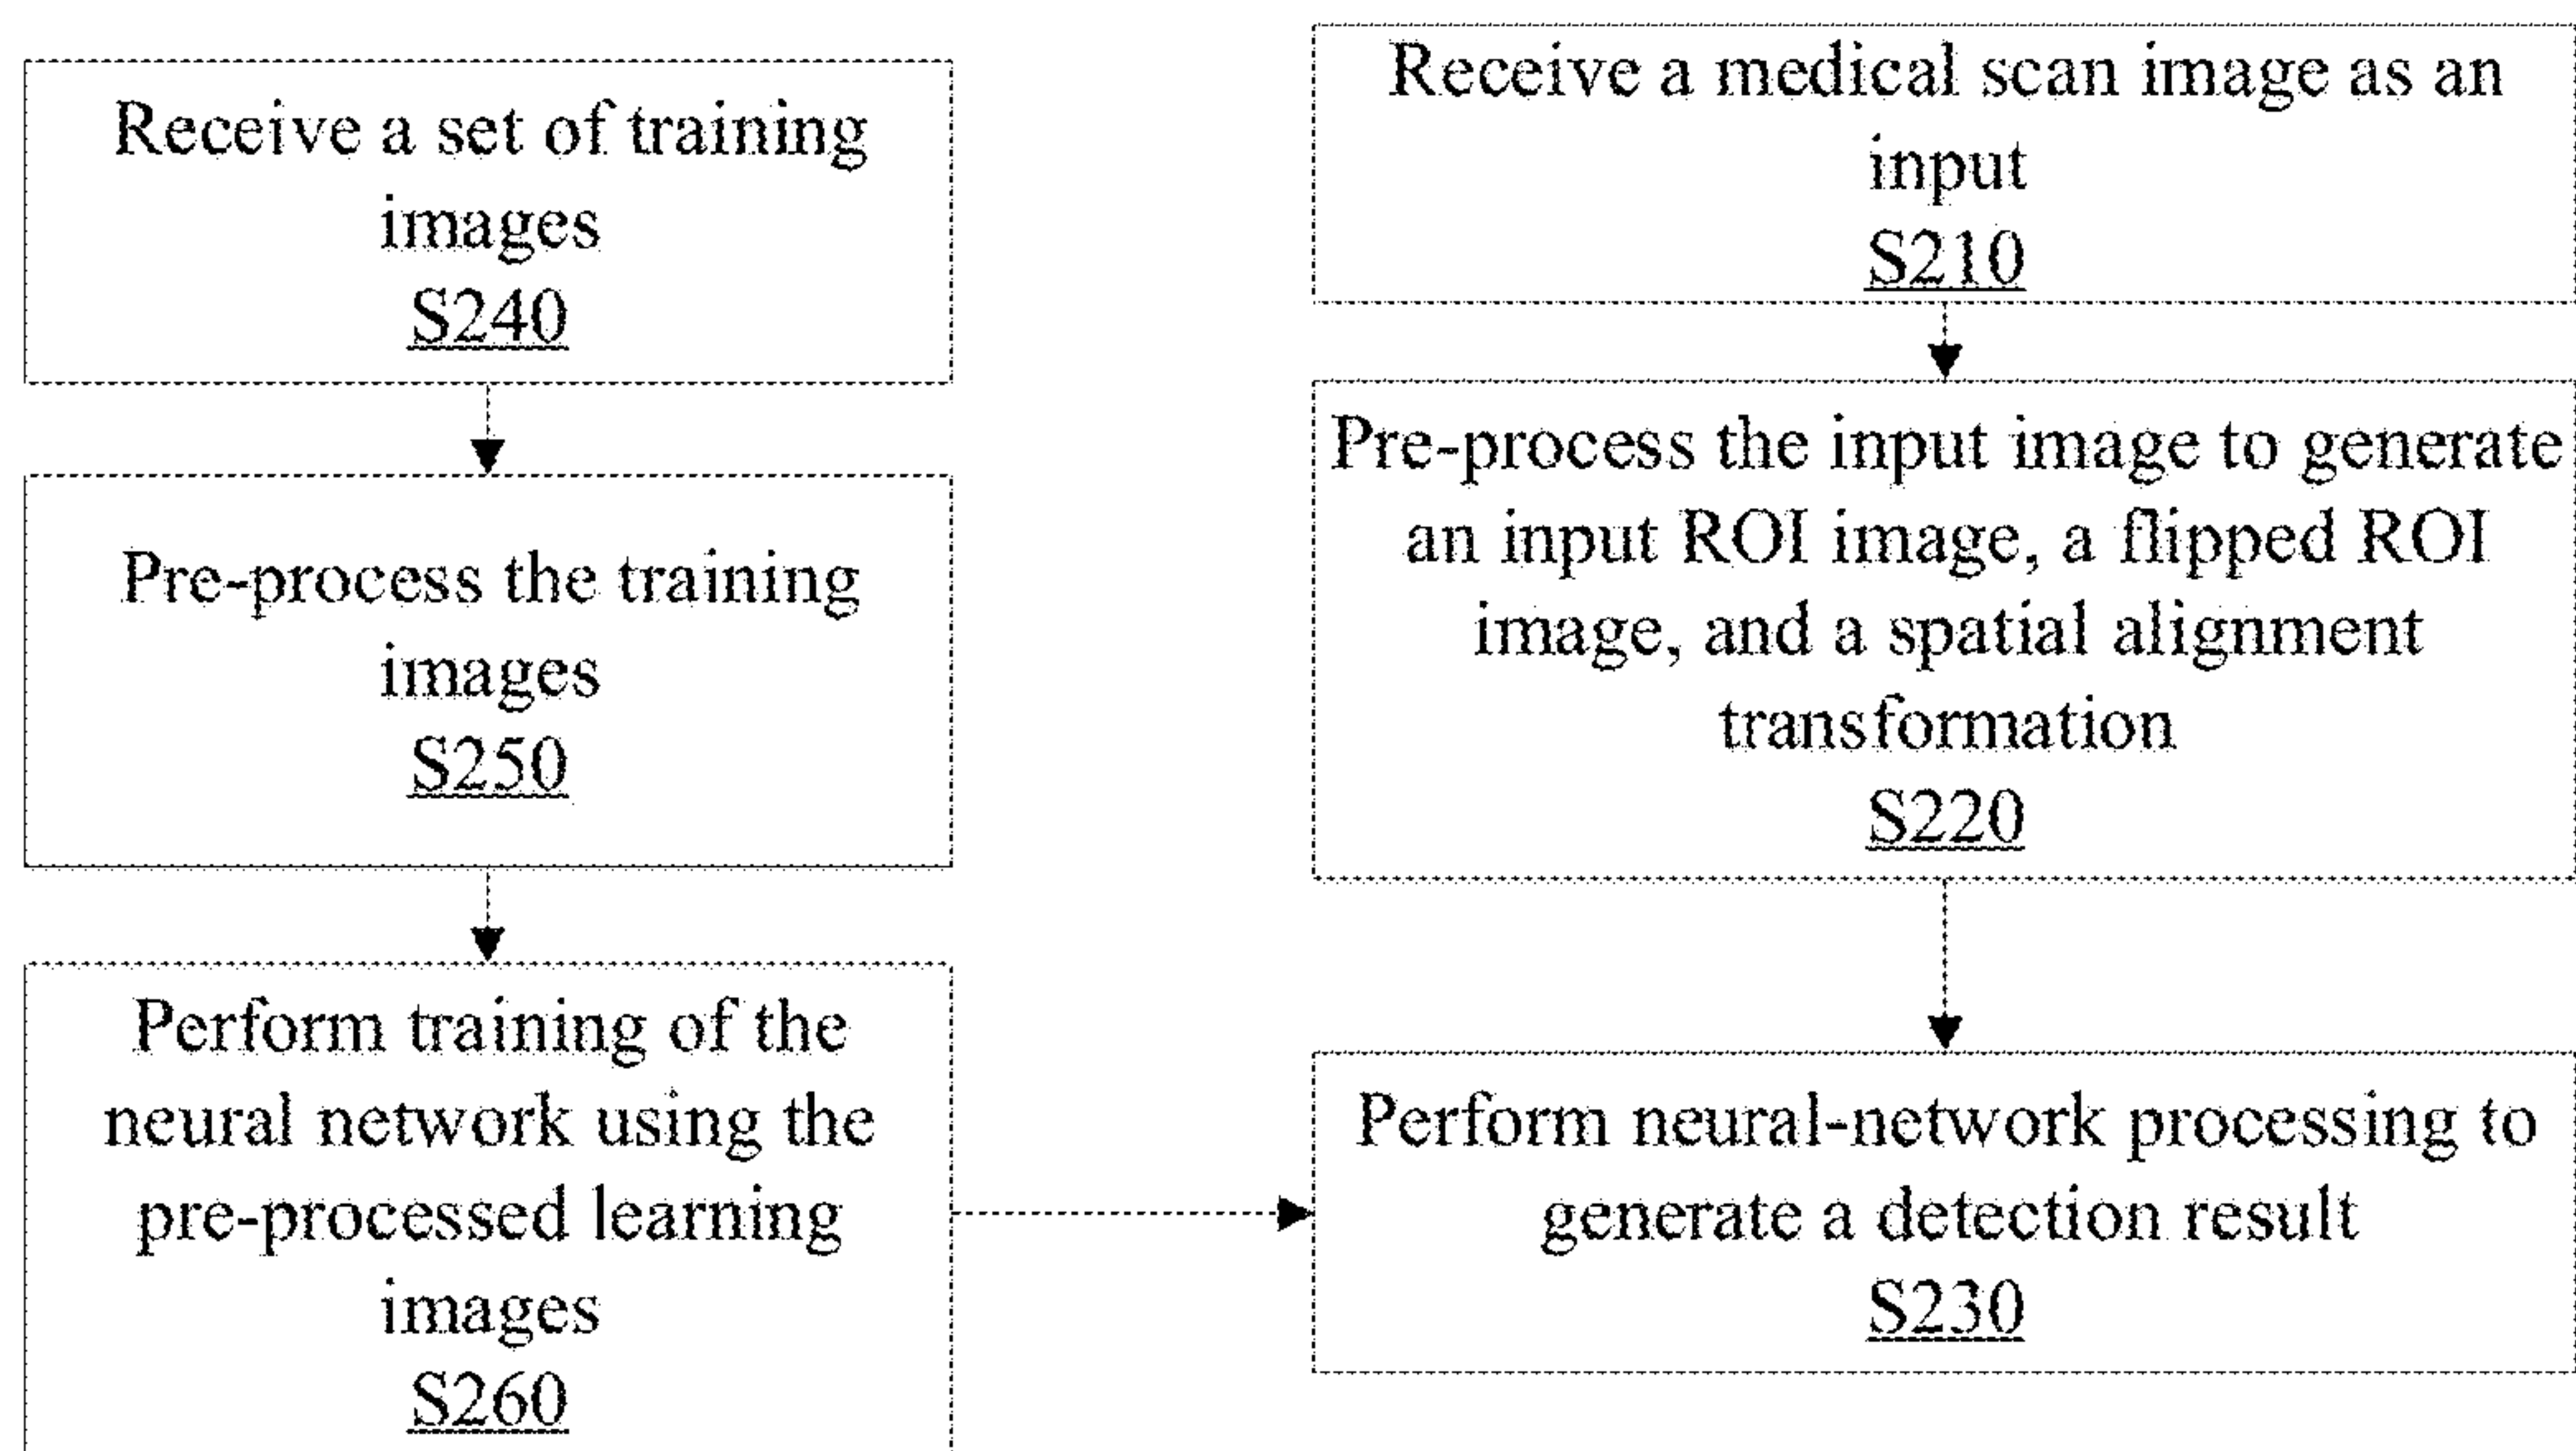 Receive a set of training
images
S240
Pre-process the training
images
S250
Perform training of the
neural network using the
pre-processed learning
images
S260
Receive a medical scan image as an
input
S210
Pre-process the input image to generate
an input ROI image, a flipped ROI
image, and a spatial alignment
transformation
S220
Perform neural-network processing to
generate a detection result
S230